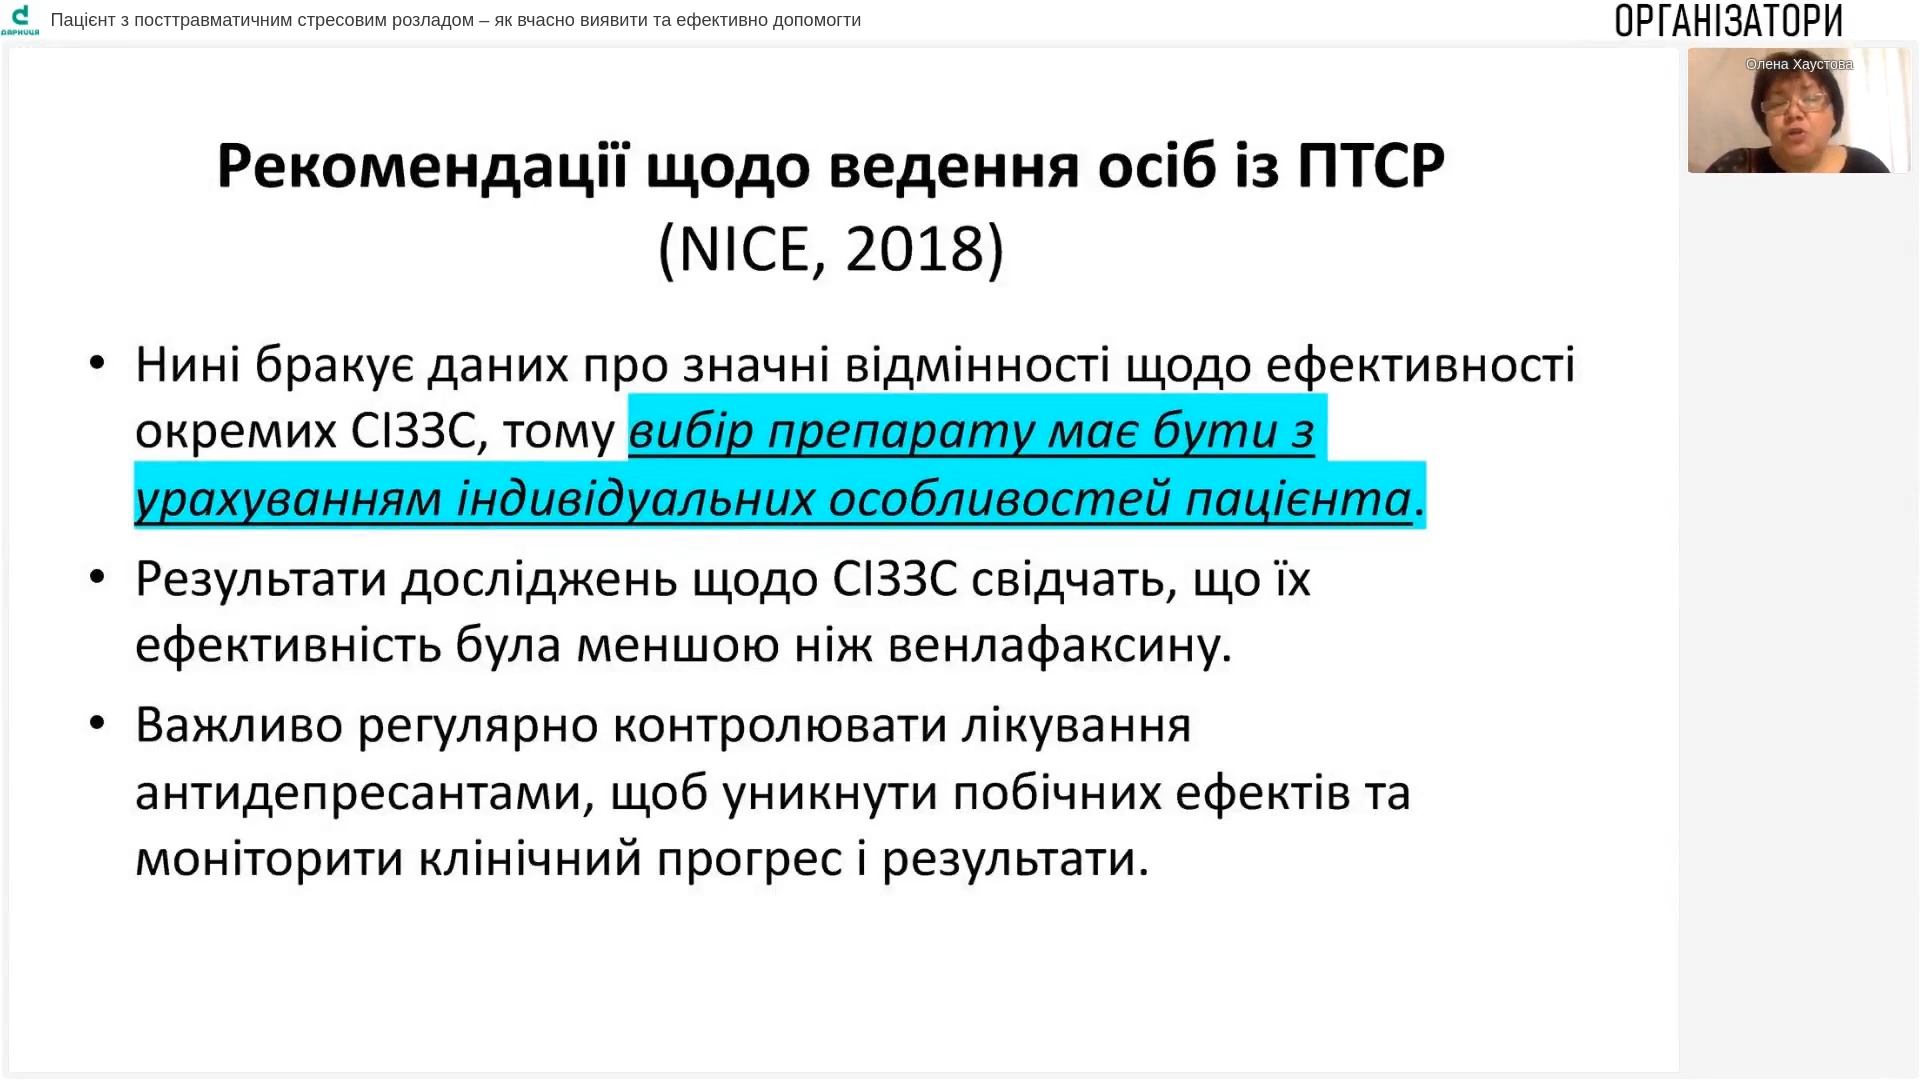 Пацієнт з посттравматичним стресовим розладом – як вчасно виявити та ефективно допомогти
ОРГАНІЗАТОРИ
ДАРНИЦЯ
Олена Хаустова
Рекомендації щодо ведення осіб із ПТСР
(NICE, 2018)
• Нині бракує даних про значні відмінності щодо ефективності
окремих СІЗЗС, тому вибір препарату має бути з
урахуванням індивідуальних особливостей пацієнта.
• Результати досліджень щодо СІЗЗС свідчать, що їх
ефективність була меншою ніж венлафаксину.
• Важливо регулярно контролювати лікування
антидепресантами, щоб уникнути побічних ефектів та
моніторити клінічний прогрес і результати.